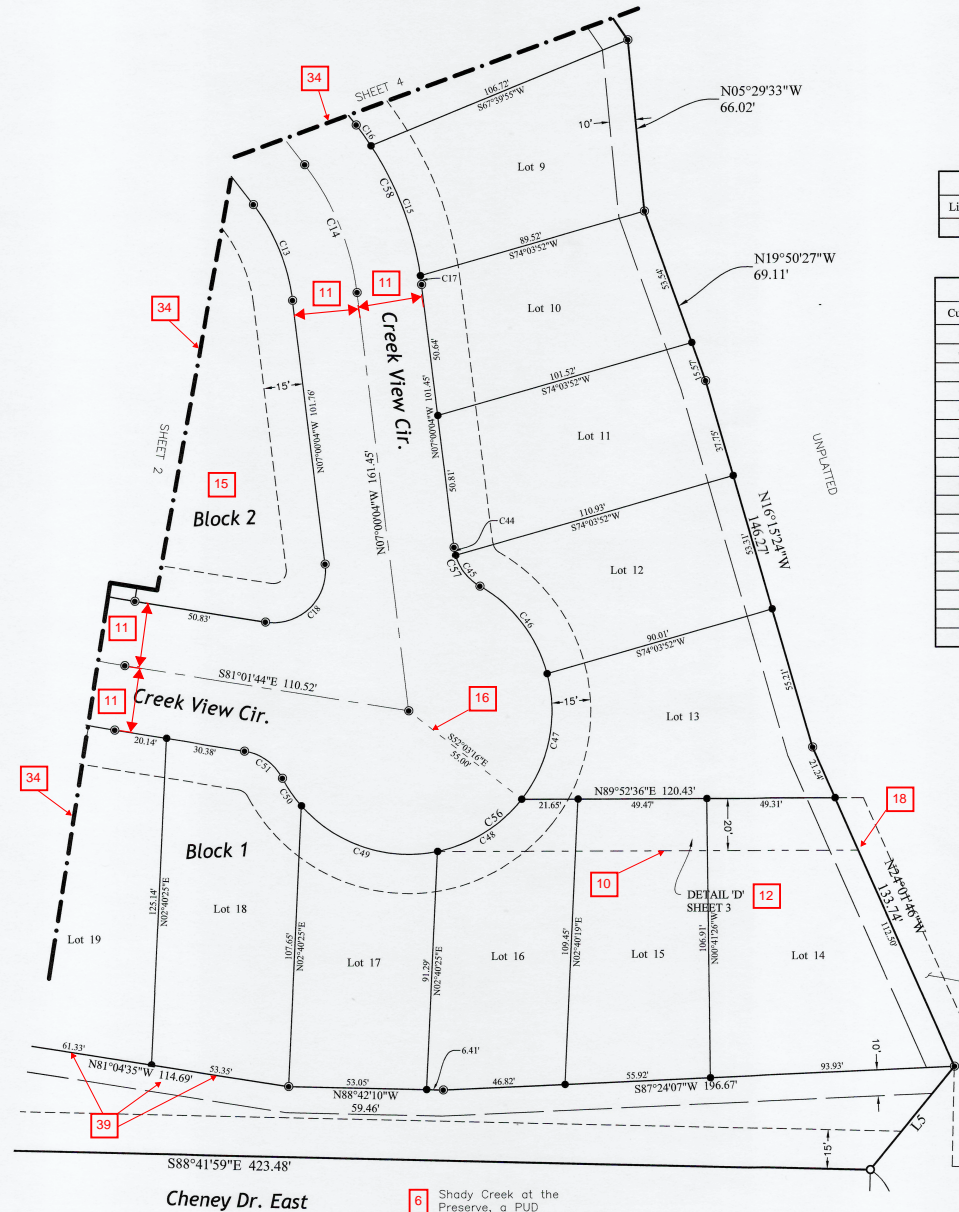 34
SHEET 4
106.72'
S67°39'55"W
N05°29'33"W
66.02'
10'
C16
Lot 9
C58
C15
C14
C13
89.52'
S74°03'52"W
C17
N19°50'27"W
69.11'
53.54'
Li
Cu
11
11
34
Lot 10
50.64'
Creek View Cir.
N07°00'04"W 101.45'
N07°00'04"W 161.45'
N07°00'04"W 101.76'
15'
101.52'
S74°03'52"W
15.57'
37.75'
Lot 11
UNPLATTED
SHEET 2
15
Block 2
50.81'
C44
110.93'
S74°03'52"W
N16°15'24"W
146.27'
53.31'
C57
C45
Lot 12
C46
C18
50.83'
11
90.01'
S74°03'52"W
55.21'
S81°01'44"E 110.52'
16
15'
11
Creek View Cir.
Lot 13
S52°03'16"E
55.00'
C47
20.14'
30.38'
C51
C50
21.24'
34
N89°52'36"E 120.43'
21.65'
49.47'
49.31'
18
C56
C48
C49
20'
Block 1
10
DETAIL 'D'
SHEET 3
12
N24°01'46"W
133.74'
112.50'
125.14'
N02°40'25"E
Lot 18
107.65'
N02°40'25"E
Lot 19
Lot 17
91.29'
N02°40'25"E
Lot 16
109.45'
N02°40'19"E
Lot 15
106.91'
N00°41'26"W
Lot 14
61.33'
N81°04'35"W 114.69'
53.35'
6.41'
10'
53.05'
46.82'
55.92'
93.93'
N88°42'10"W
59.46'
S87°24'07"W 196.67'
39
L5
15'
S88°41'59"E 423.48'
Cheney Dr. East
6
Shady Creek at the
Preserve, a PUD